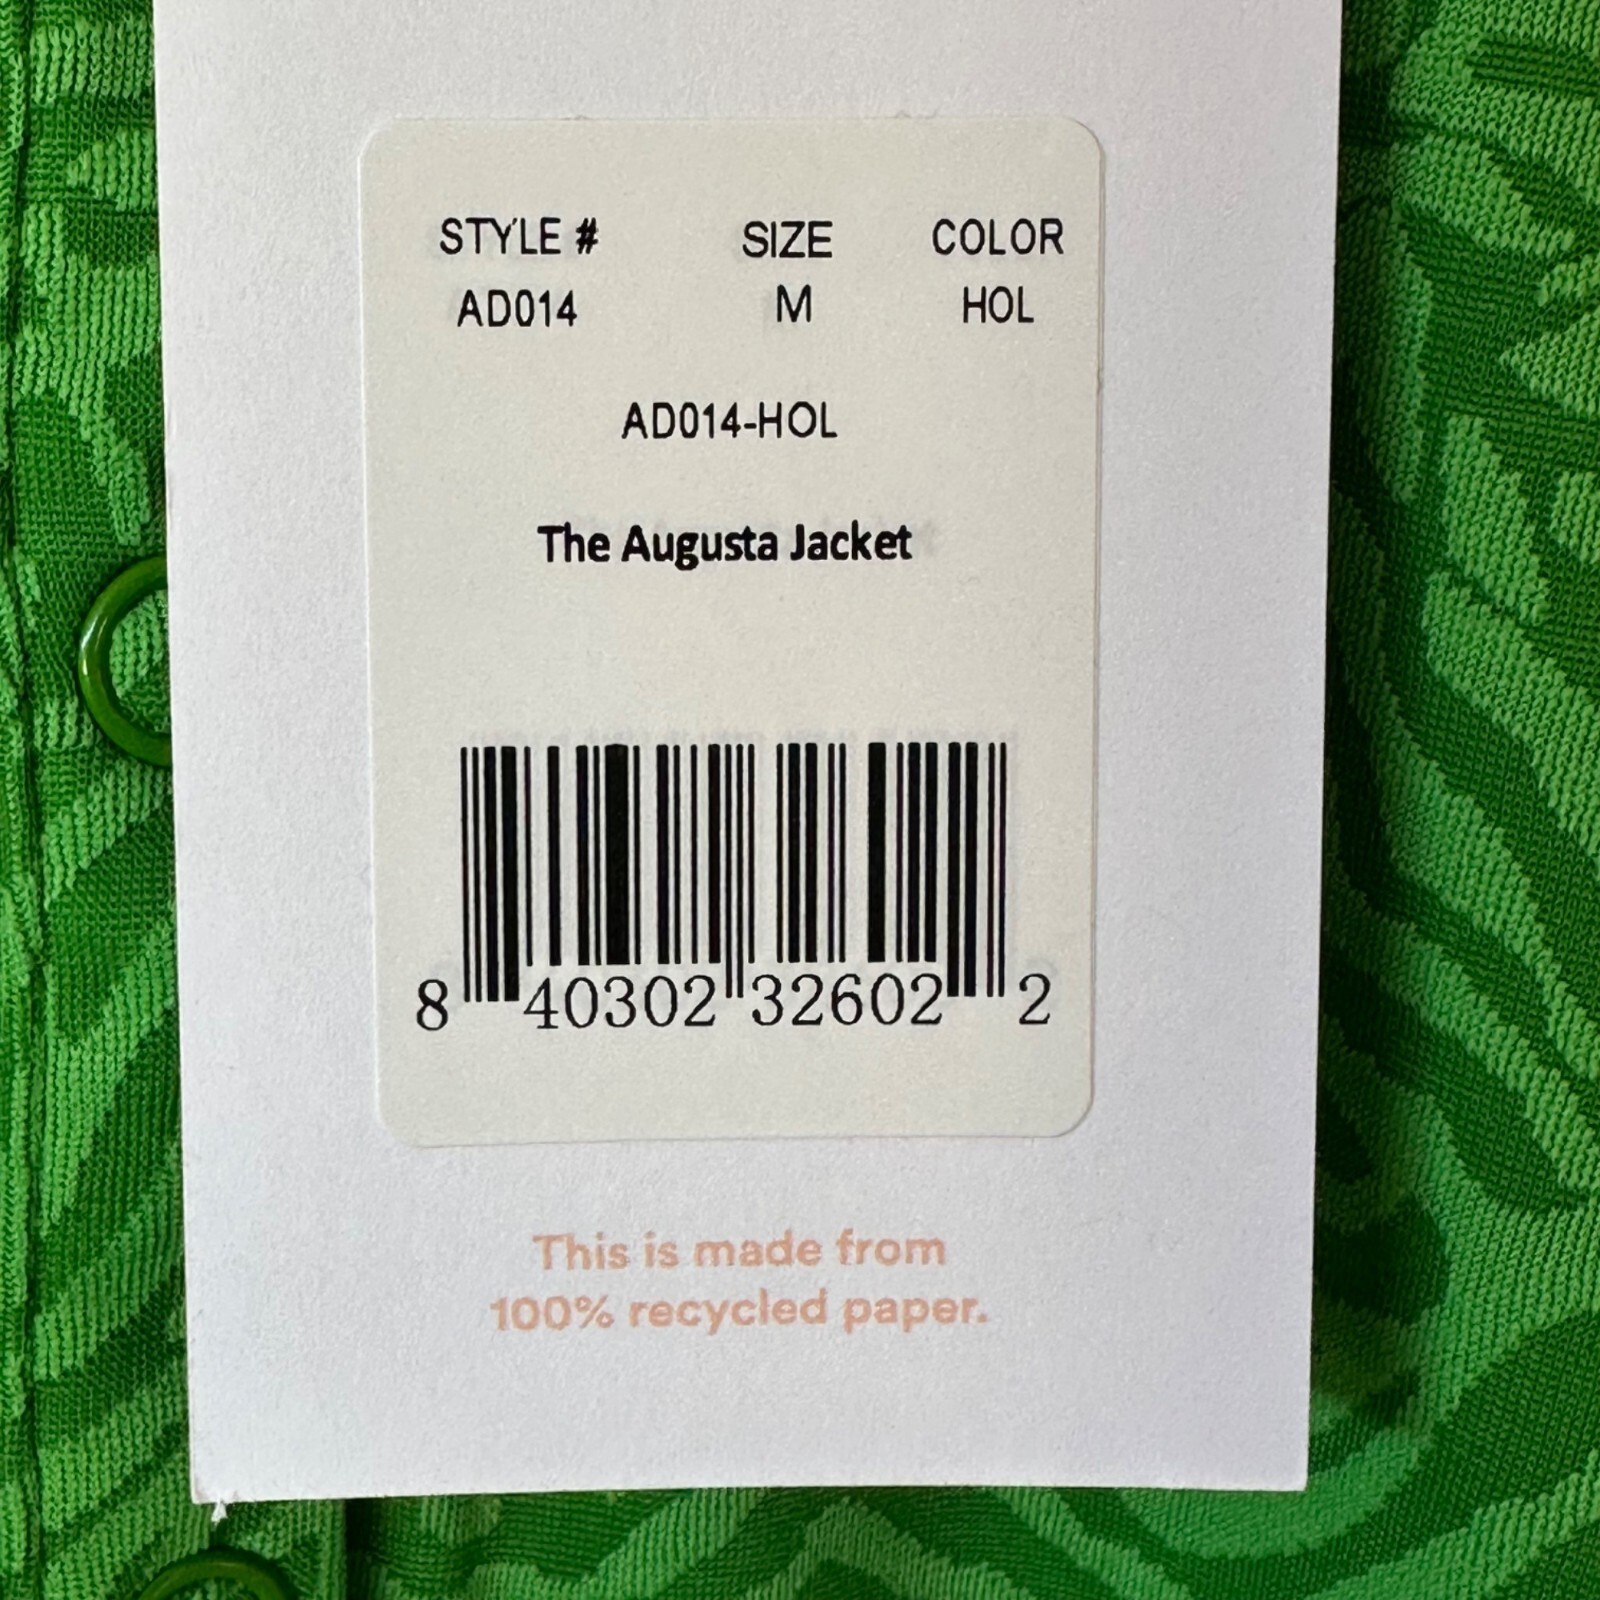 STYLE # SIZE COLOR
AD014 M HOL
AD014-HOL
The Augusta Jacket
8 40302 32602 2
This is made from
100% recycled paper.